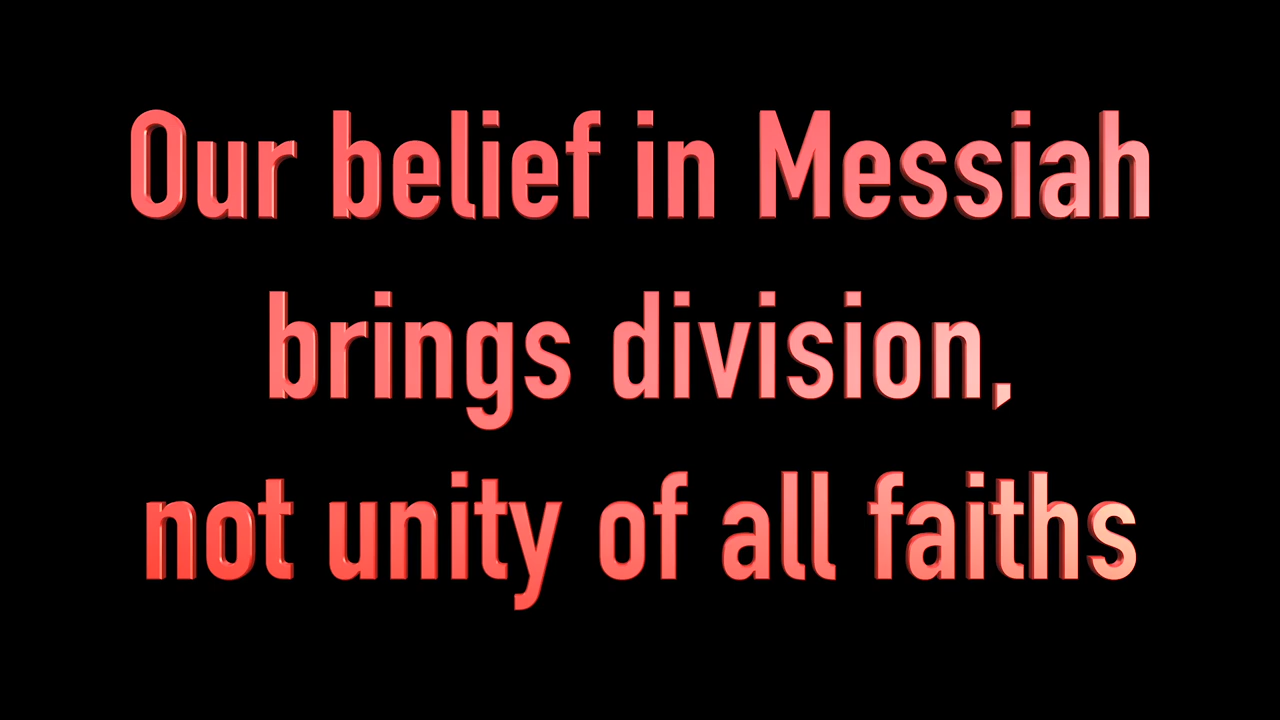 Our belief in Messiah
brings division,
not unity of all faiths